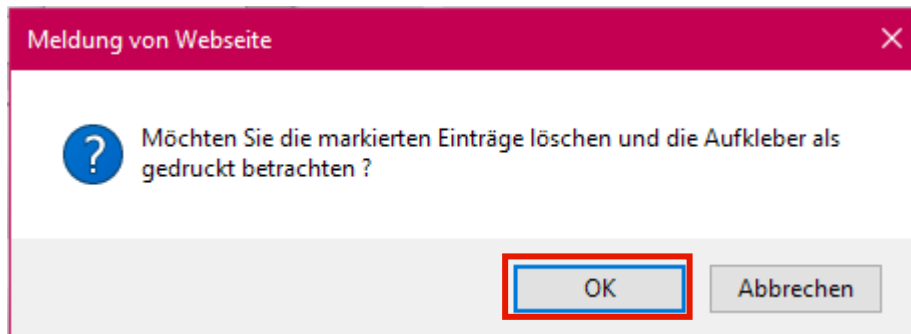 Meldung von Webseite
Möchten Sie die markierten Einträge löschen und die Aufkleber als
gedruckt betrachten ?
OK
Abbrechen